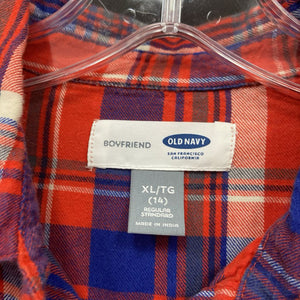 BOYFRIEND
OLD NAVY
SAN FRANCISCO
CALIFORNIA
XL/TG
(14)
REGULAR
STANDARD
MADE IN INDIA